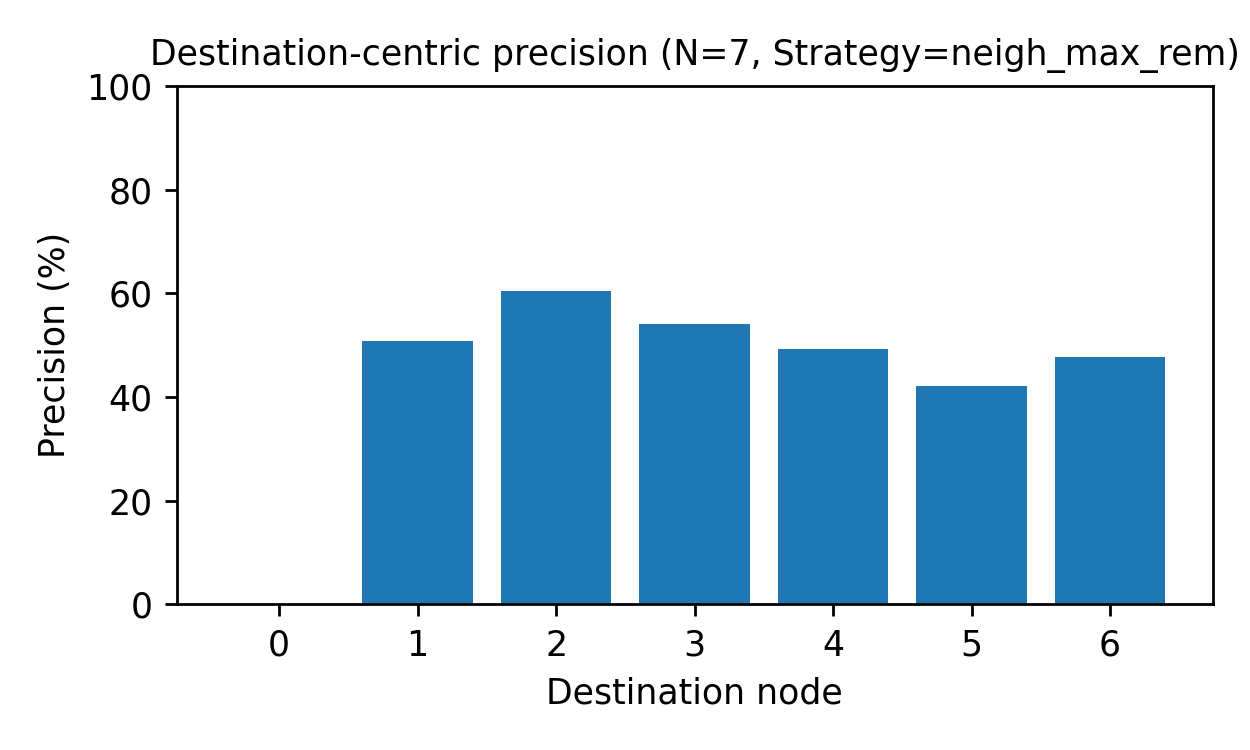 Destination-centric precision (N=7, Strategy=neigh_max_rem)
100
80
60
40
20
0
Precision (%)
0 1 2 3 4 5 6
Destination node